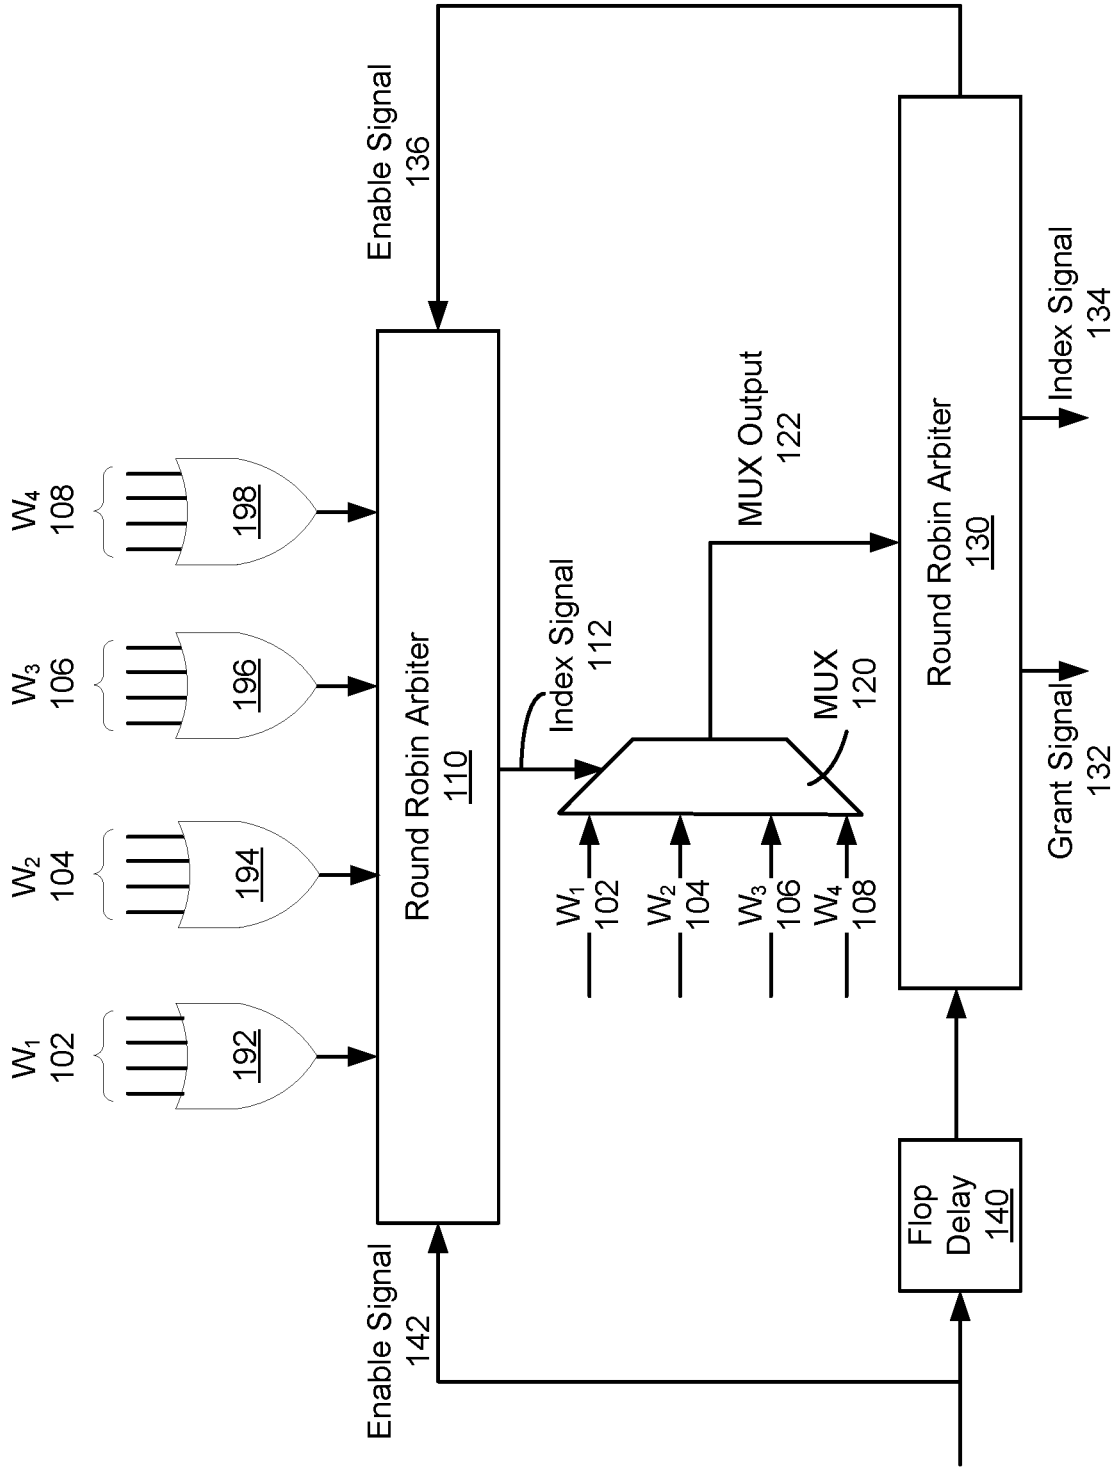 W1
102
W2
104
W3
106
W4
108
192
194
196
198
Enable Signal
142
Round Robin Arbiter
110
Enable Signal
136
Index Signal
112
W1
102
W2
104
W3
106
W4
108
MUX
120
MUX Output
122
Flop
Delay
140
Round Robin Arbiter
130
Grant Signal
132
Index Signal
134